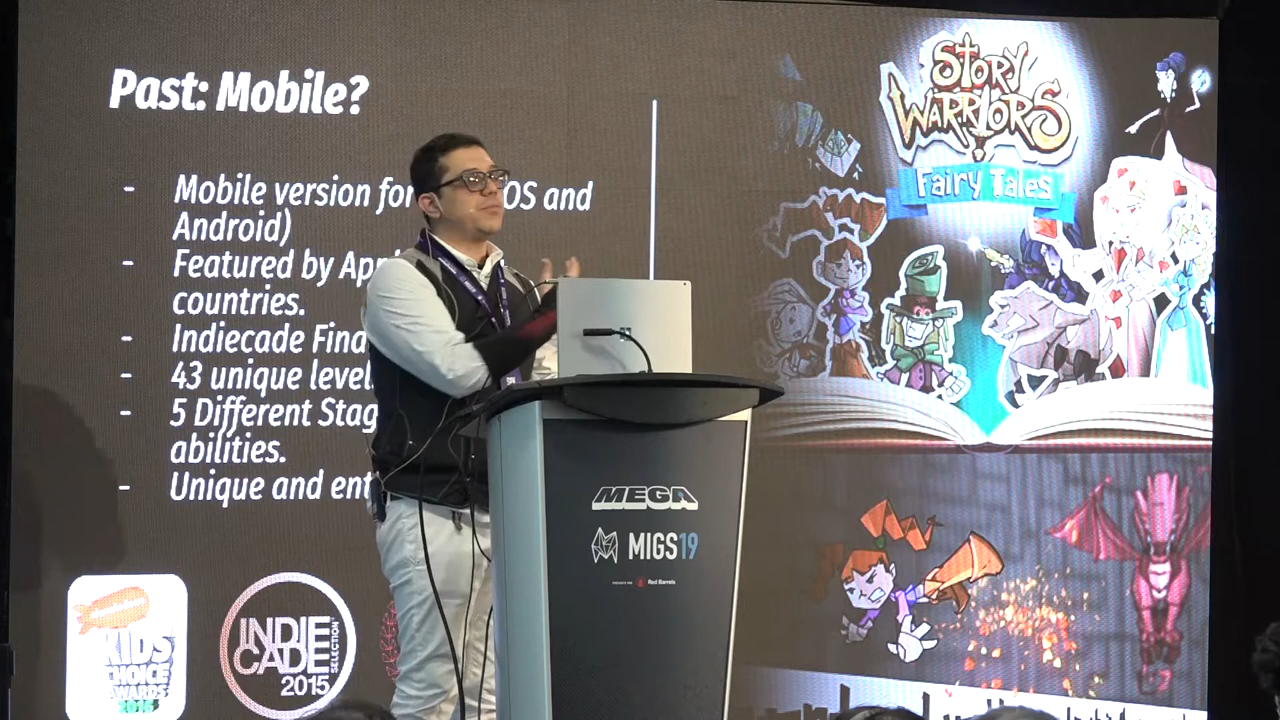 Past: Mobile?
- Mobile version for OS and
Android)
- Featured by App
countries.
- Indiecade Fina
- 43 unique level
- 5 Different Stag
abilities.
- Unique and ent
STORY
WARRIORS
Fairy Tales
KIDS
CHOICE
AWARDS
2016
INDIE
CADE
SELECTION
2015
MEGA
MIGS19
Red Barrels